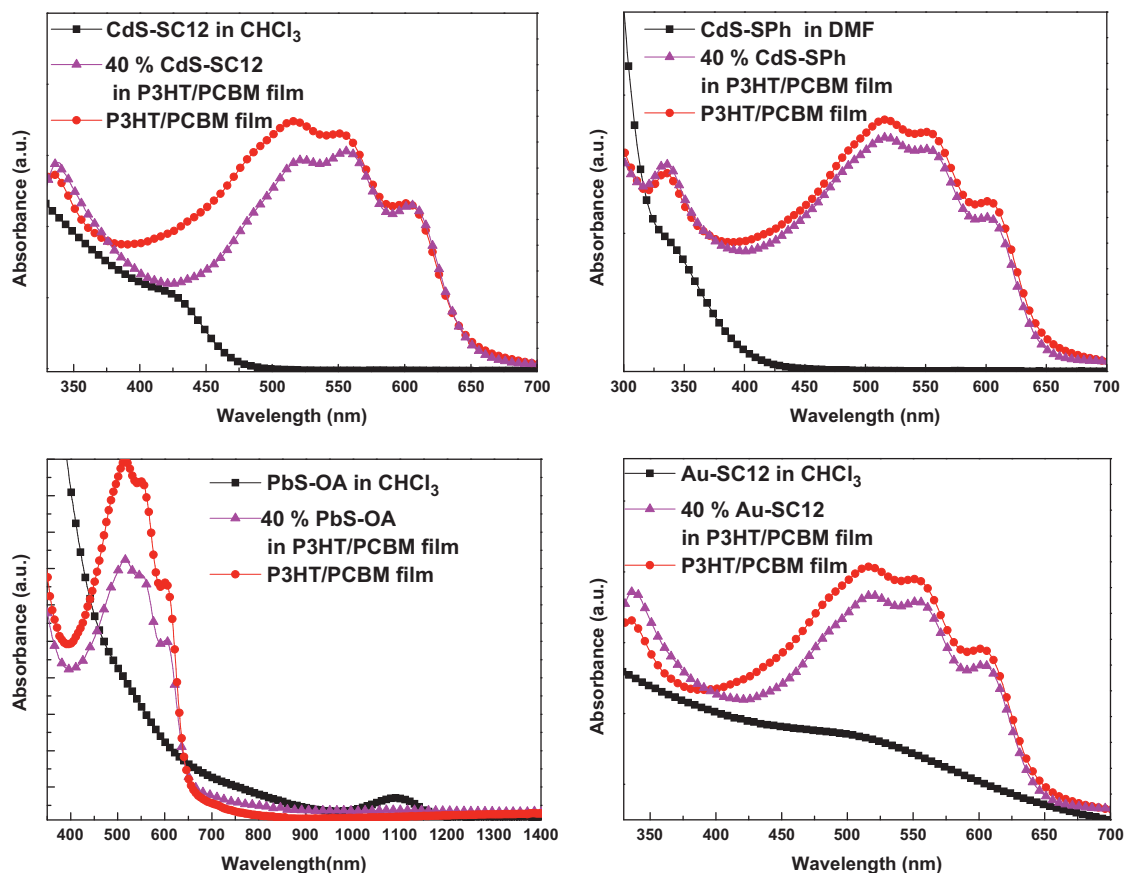 CdS-SC12 in CHCl₃
40 % CdS-SC12
in P3HT/PCBM film
P3HT/PCBM film
Absorbance (a.u.)
350 400 450 500 550 600 650 700
Wavelength (nm)
CdS-SPh in DMF
40 % CdS-SPh
in P3HT/PCBM film
P3HT/PCBM film
Absorbance (a.u.)
300 350 400 450 500 550 600 650 700
Wavelength (nm)
PbS-OA in CHCl₃
40 % PbS-OA
in P3HT/PCBM film
P3HT/PCBM film
Absorbance (a.u.)
400 500 600 700 800 900 1000 1100 1200 1300 1400
Wavelength(nm)
Au-SC12 in CHCl₃
40 % Au-SC12
in P3HT/PCBM film
P3HT/PCBM film
Absorbance (a.u.)
350 400 450 500 550 600 650 700
Wavelength (nm)